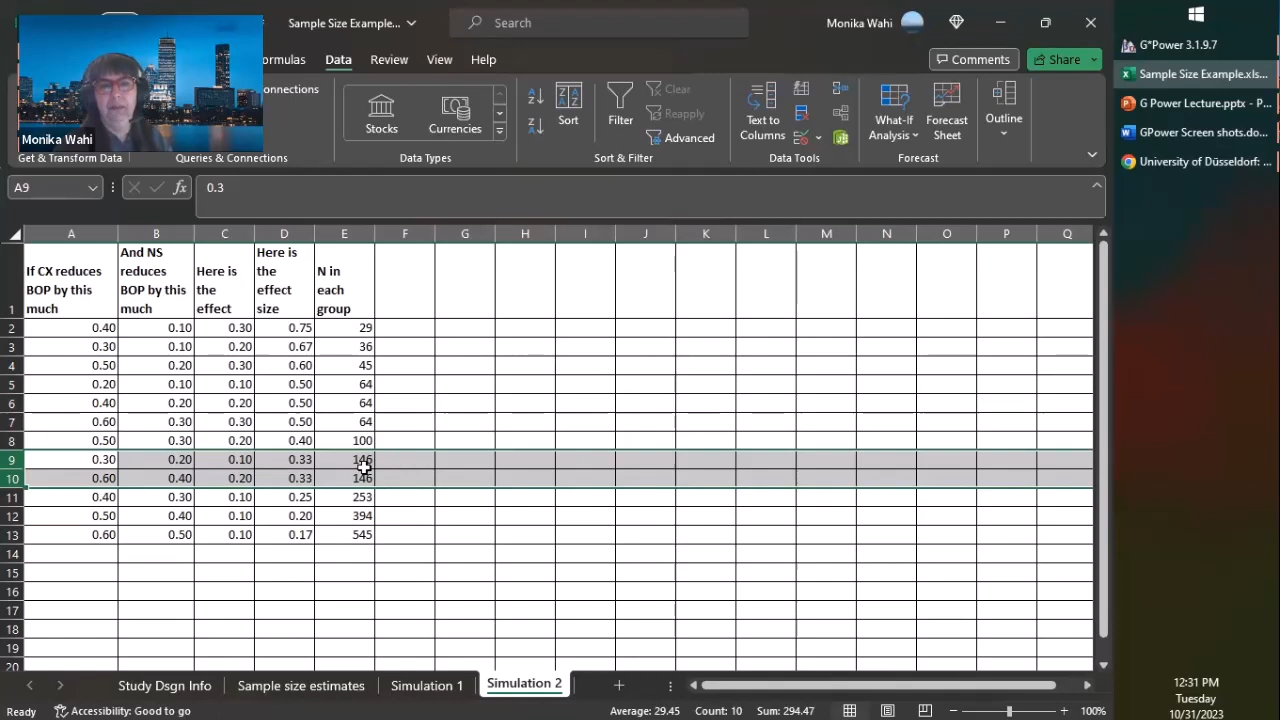 Sample Size Example...
Search
Monika Wahi
Formulas
Data
Review
View
Help
Comments
Share
Connections
Get & Transform Data
Queries & Connections
Stocks
Currencies
Data Types
Sort
Filter
Clear
Reapply
Advanced
Sort & Filter
Text to
Columns
Data Tools
What-If
Analysis
Forecast
Sheet
Forecast
Outline
Monika Wahi
G*Power 3.1.9.7
Sample Size Example.xls...
G Power Lecture.pptx - P...
GPower Screen shots.do...
University of Düsseldorf: ...
A9
fx
0.3
A B C D E F G H I J K L M N O P Q
1 If CX reduces BOP by this much And NS reduces BOP by this much Here is the effect Here is the effect size N in each group
2 0.40 0.10 0.30 0.75 29
3 0.30 0.10 0.20 0.67 36
4 0.50 0.20 0.30 0.60 45
5 0.20 0.10 0.10 0.50 64
6 0.40 0.20 0.20 0.50 64
7 0.60 0.30 0.30 0.50 64
8 0.50 0.30 0.20 0.40 100
9 0.30 0.20 0.10 0.33 146
10 0.60 0.40 0.20 0.33 146
11 0.40 0.30 0.10 0.25 253
12 0.50 0.40 0.10 0.20 394
13 0.60 0.50 0.10 0.17 545
14
15
16
17
18
19
20
Study Dsgn Info
Sample size estimates
Simulation 1
Simulation 2
Ready
Accessibility: Good to go
Average: 29.45
Count: 10
Sum: 294.47
100%
12:31 PM
Tuesday
10/31/2023